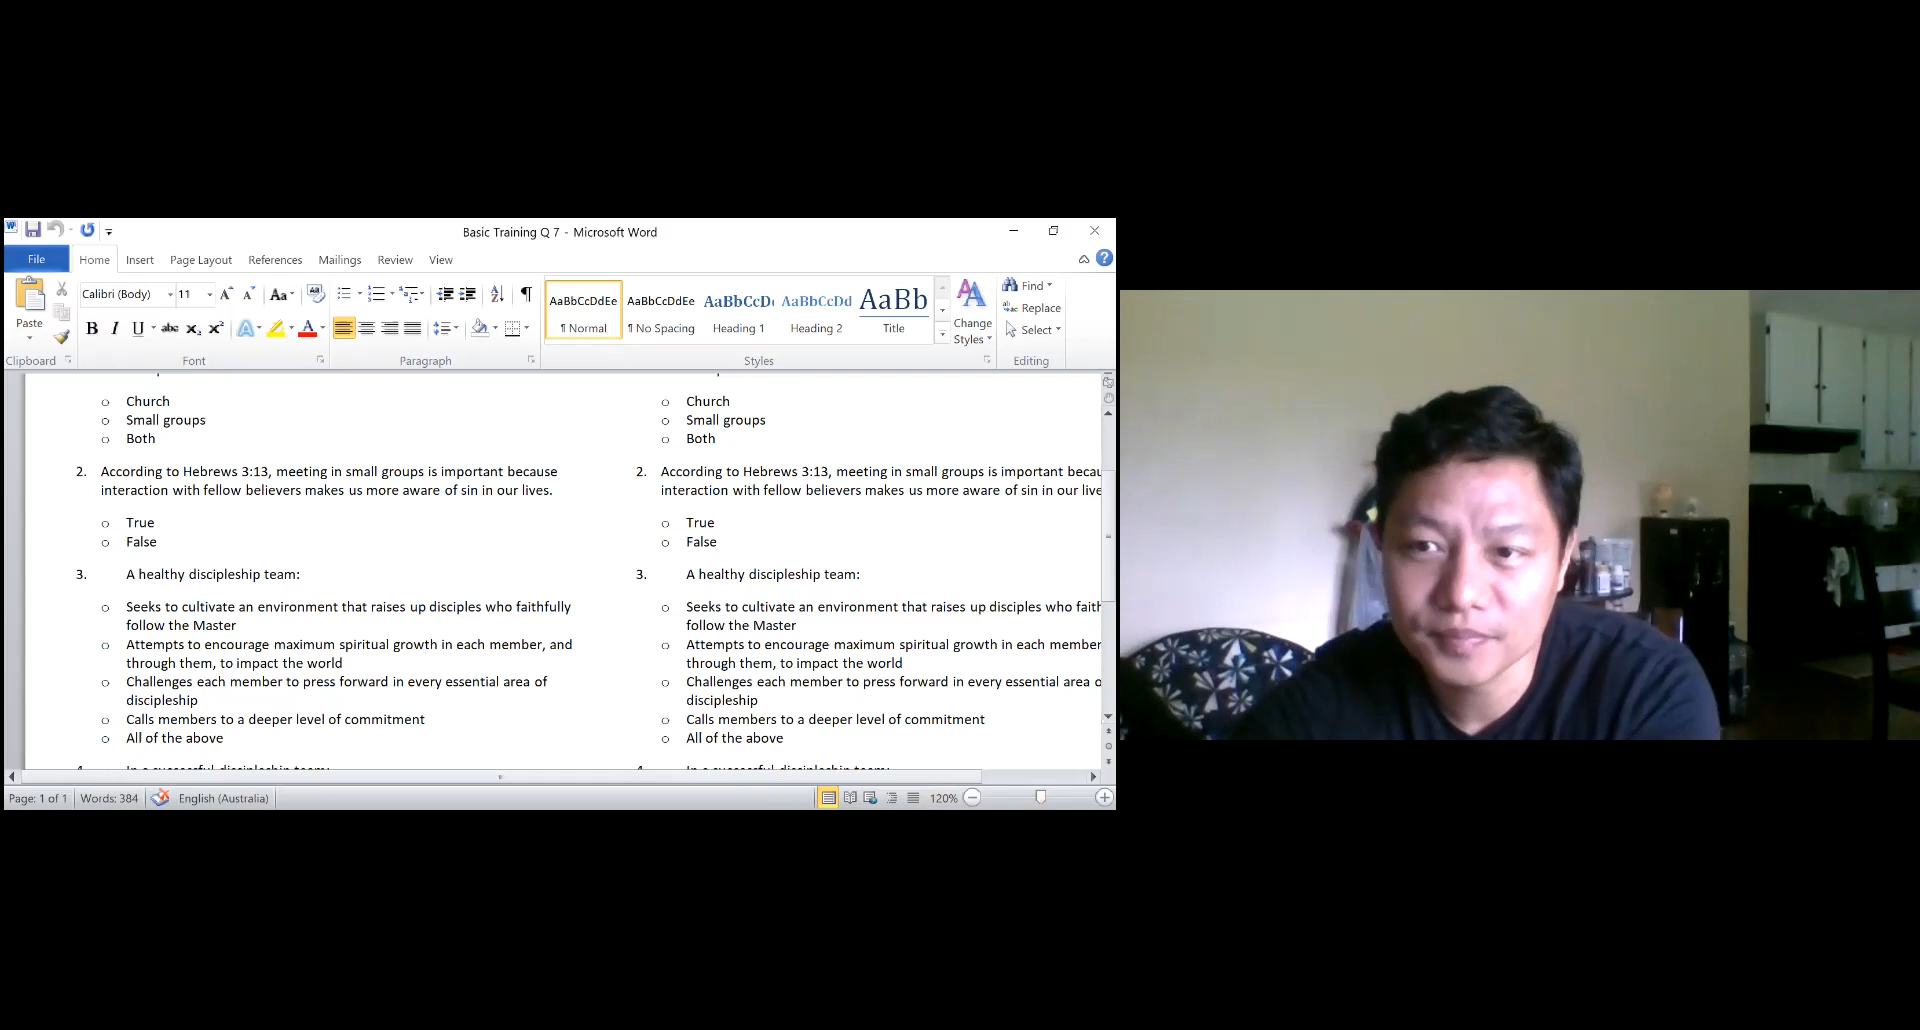 Basic Training Q 7 - Microsoft Word
File Home Insert Page Layout References Mailings Review View
Calibri (Body) 11
Paste
Clipboard
Font
Paragraph
AaBbCcDdEe AaBbCcDdEe AaBbCcDı AaBbCcDd AaBb
¶ Normal ¶ No Spacing Heading 1 Heading 2 Title
Change
Styles
Styles
Find
Replace
Select
Editing
o Church
o Small groups
o Both
2. According to Hebrews 3:13, meeting in small groups is important because
interaction with fellow believers makes us more aware of sin in our lives.
o True
o False
3. A healthy discipleship team:
o Seeks to cultivate an environment that raises up disciples who faithfully
follow the Master
o Attempts to encourage maximum spiritual growth in each member, and
through them, to impact the world
o Challenges each member to press forward in every essential area of
discipleship
o Calls members to a deeper level of commitment
o All of the above
o Church
o Small groups
o Both
2. According to Hebrews 3:13, meeting in small groups is important becau
interaction with fellow believers makes us more aware of sin in our live
o True
o False
3. A healthy discipleship team:
o Seeks to cultivate an environment that raises up disciples who faith
follow the Master
o Attempts to encourage maximum spiritual growth in each member
through them, to impact the world
o Challenges each member to press forward in every essential area o
discipleship
o Calls members to a deeper level of commitment
o All of the above
Page: 1 of 1 Words: 384 English (Australia) 120%